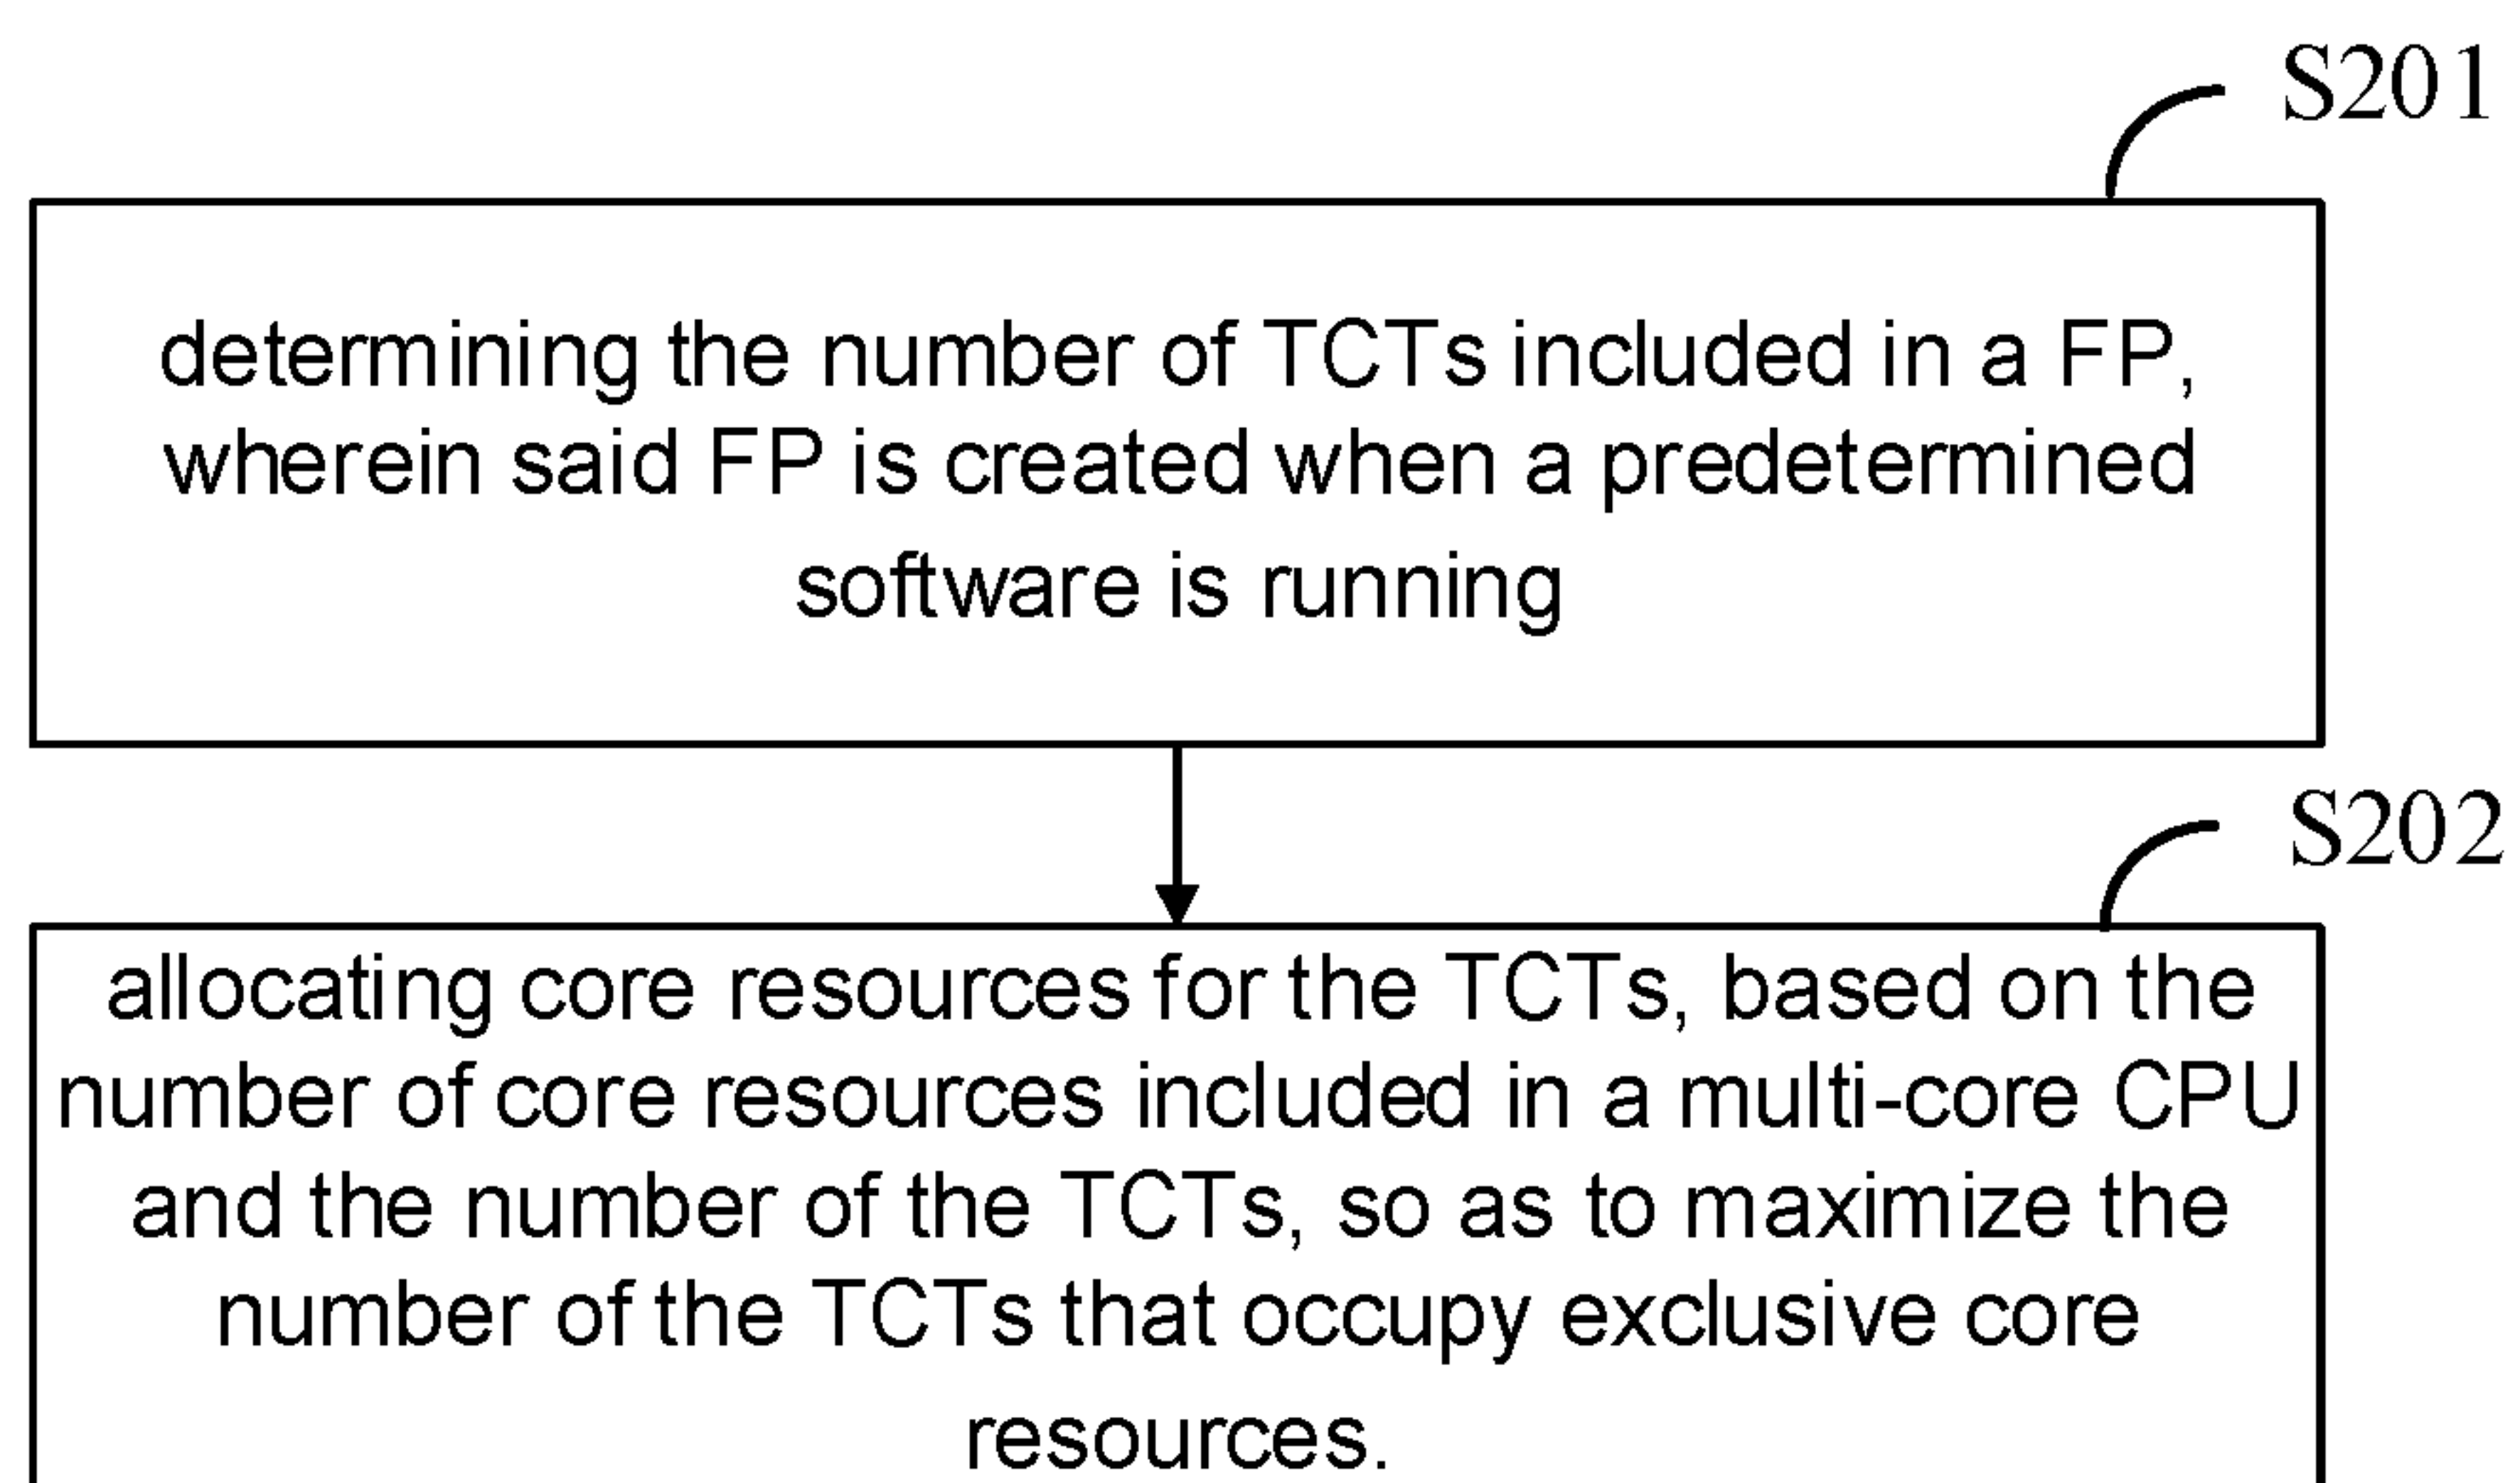 S201
determining the number of TCTs included in a FP,
wherein said FP is created when a predetermined
software is running
S202
allocating core resources for the TCTs, based on the
number of core resources included in a multi-core CPU
and the number of the TCTs, so as to maximize the
number of the TCTs that occupy exclusive core
resources.